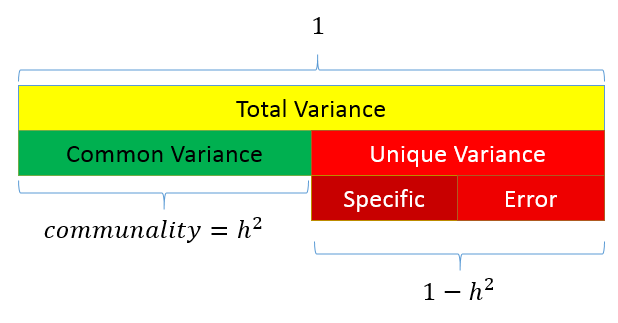 1
Total Variance
Common Variance Unique Variance
Specific Error
communality = h²
1 − h²